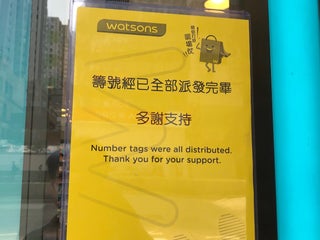 watsons
籌號經已全部派發完畢
多謝支持
Number tags were all distributed.
Thank you for your support.